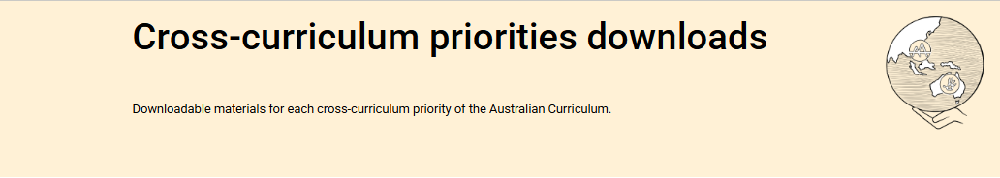 Cross-curriculum priorities downloads
Downloadable materials for each cross-curriculum priority of the Australian Curriculum.